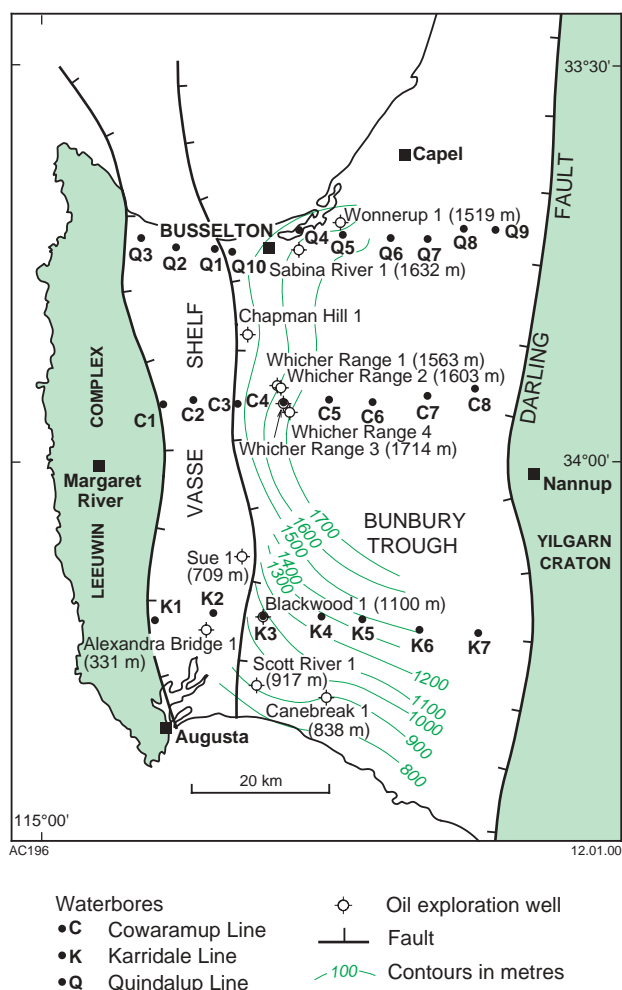 33°30'
Capel
FAULT
Wonnerup 1 (1519 m)
BUSSELTON
Q3
Q2
Q1
Q10
Q4
Q5
Q6
Q7
Q8
Q9
Sabina River 1 (1632 m)
SHELF
Chapman Hill 1
COMPLEX
Whicher Range 1 (1563 m)
Whicher Range 2 (1603 m)
DARLING
C1
C2
C3
C4
C5
C6
C7
C8
Whicher Range 4
Whicher Range 3 (1714 m)
34°00'
Margaret
River
VASSE
Nannup
LEEUWIN
1700
1600
1500
1400
1300
BUNBURY
TROUGH
YILGARN
CRATON
Sue 1
(709 m)
K1
K2
Blackwood 1 (1100 m)
K3
K4
K5
K6
K7
Alexandra Bridge 1
(331 m)
Scott River 1
(917 m)
1200
1100
1000
900
800
Canebreak 1
(838 m)
Augusta
20 km
115°00'
AC196
12.01.00
Waterbores
C Cowaramup Line
K Karridale Line
Q Quindalup Line
Oil exploration well
Fault
100 Contours in metres